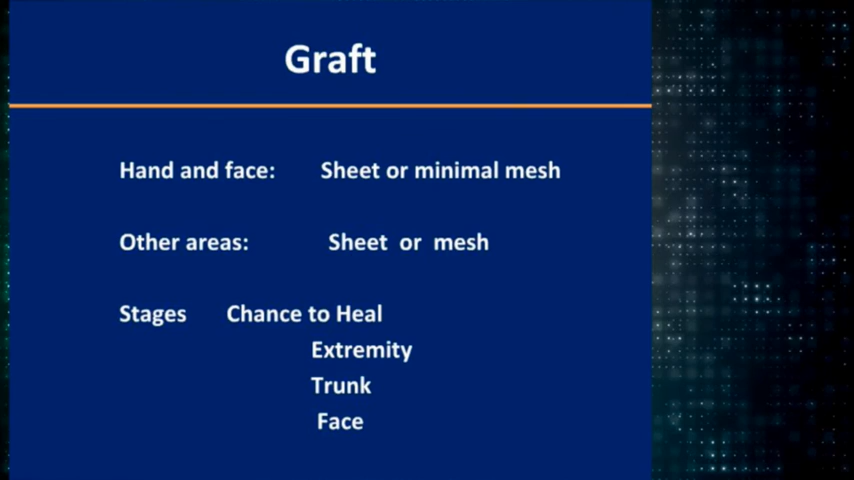 Graft
Hand and face: Sheet or minimal mesh
Other areas: Sheet or mesh
Stages Chance to Heal
Extremity
Trunk
Face